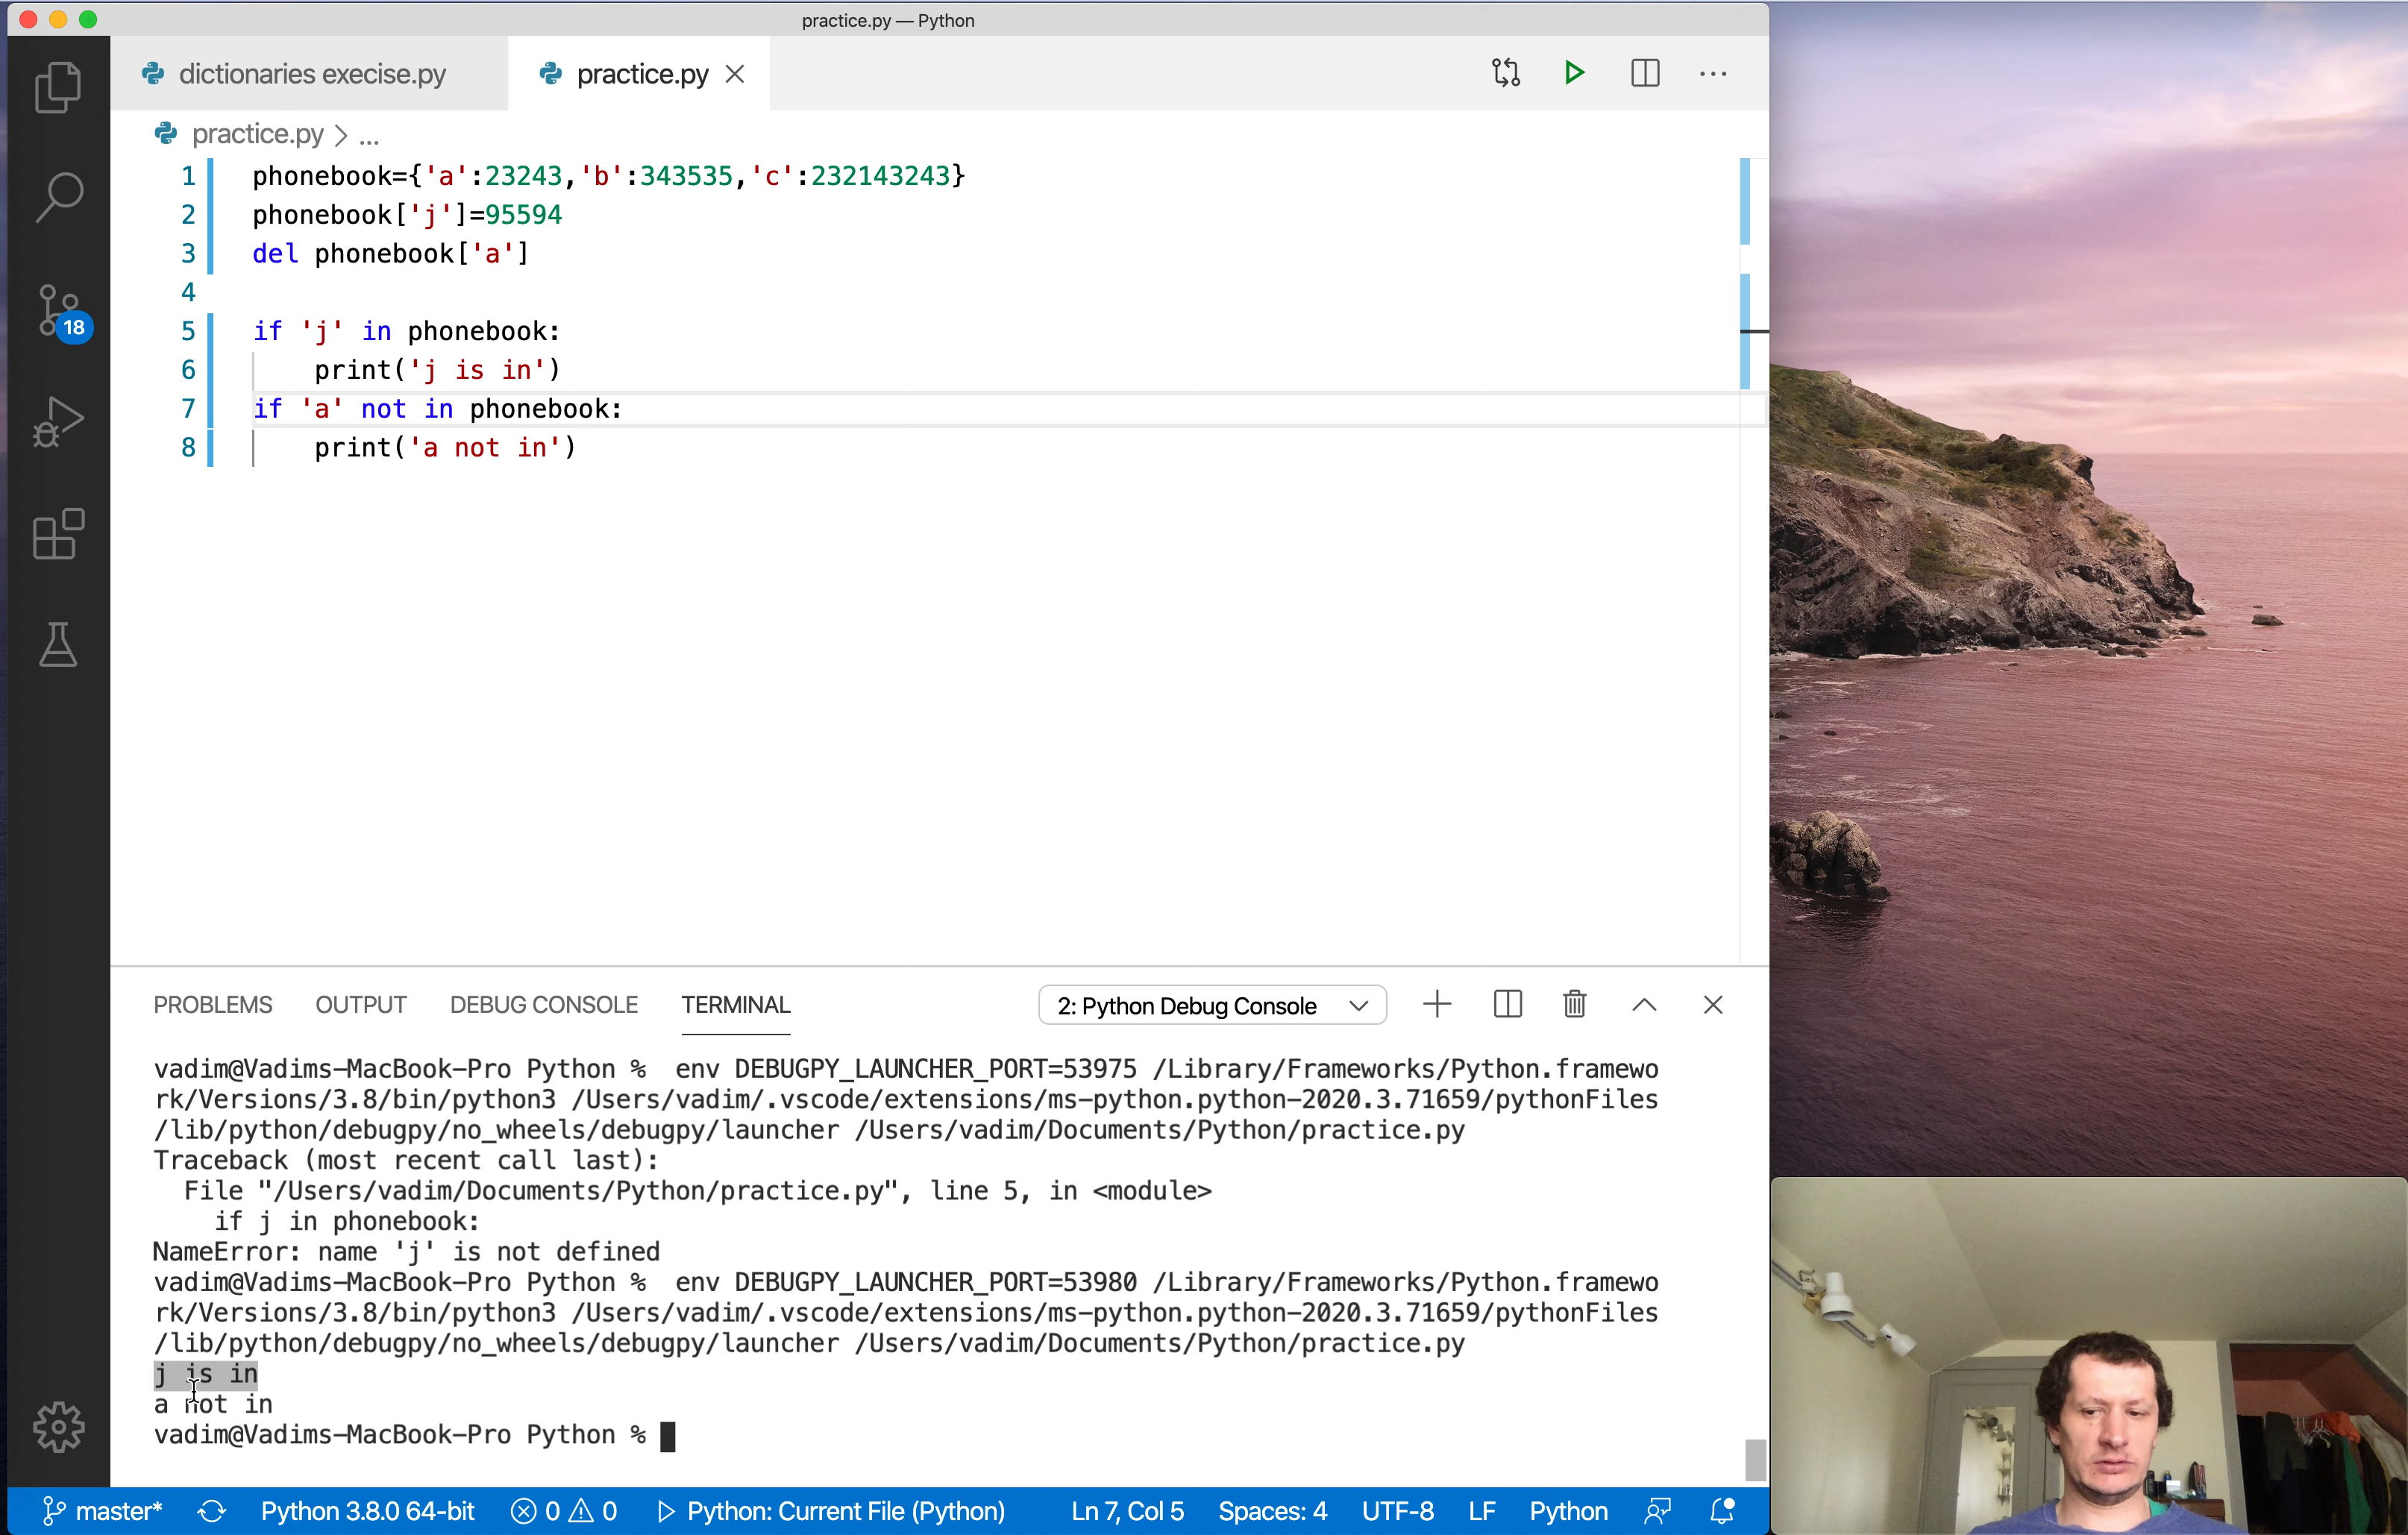 practice.py — Python
dictionaries execise.py
practice.py
practice.py > ...
1 phonebook={'a':23243,'b':343535,'c':232143243}
2 phonebook['j']=95594
3 del phonebook['a']
4
5 if 'j' in phonebook:
6 print('j is in')
7 if 'a' not in phonebook:
8 print('a not in')
18
PROBLEMS OUTPUT DEBUG CONSOLE TERMINAL 2: Python Debug Console
vadim@Vadims-MacBook-Pro Python % env DEBUGPY_LAUNCHER_PORT=53975 /Library/Frameworks/Python.framewo
rk/Versions/3.8/bin/python3 /Users/vadim/.vscode/extensions/ms-python.python-2020.3.71659/pythonFiles
/lib/python/debugpy/no_wheels/debugpy/launcher /Users/vadim/Documents/Python/practice.py
Traceback (most recent call last):
File "/Users/vadim/Documents/Python/practice.py", line 5, in <module>
if j in phonebook:
NameError: name 'j' is not defined
vadim@Vadims-MacBook-Pro Python % env DEBUGPY_LAUNCHER_PORT=53980 /Library/Frameworks/Python.framewo
rk/Versions/3.8/bin/python3 /Users/vadim/.vscode/extensions/ms-python.python-2020.3.71659/pythonFiles
/lib/python/debugpy/no_wheels/debugpy/launcher /Users/vadim/Documents/Python/practice.py
j is in
a not in
vadim@Vadims-MacBook-Pro Python %
master* Python 3.8.0 64-bit 0 0 Python: Current File (Python) Ln 7, Col 5 Spaces: 4 UTF-8 LF Python